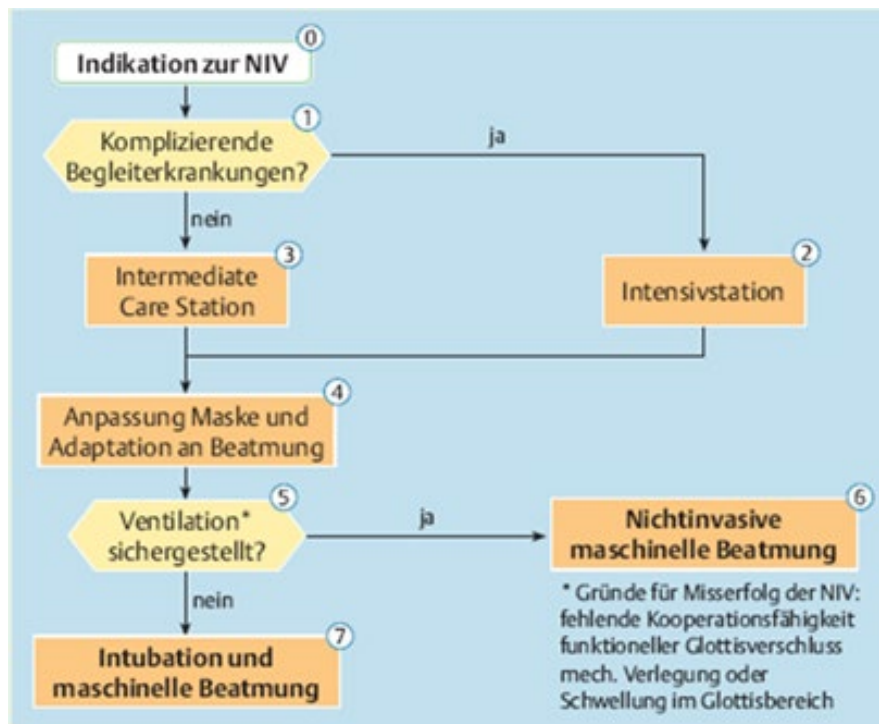 0
Indikation zur NIV
1
Komplizierende
Begleiterkrankungen?
ja
nein
3
Intermediate
Care Station
2
Intensivstation
4
Anpassung Maske und
Adaptation an Beatmung
5
Ventilation*
sichergestellt?
ja
6
Nichtinvasive
maschinelle Beatmung
nein
* Gründe für Misserfolg der NIV:
fehlende Kooperationsfähigkeit
funktioneller Glottisverschluss
mech. Verlegung oder
Schwellung im Glottisbereich
7
Intubation und
maschinelle Beatmung